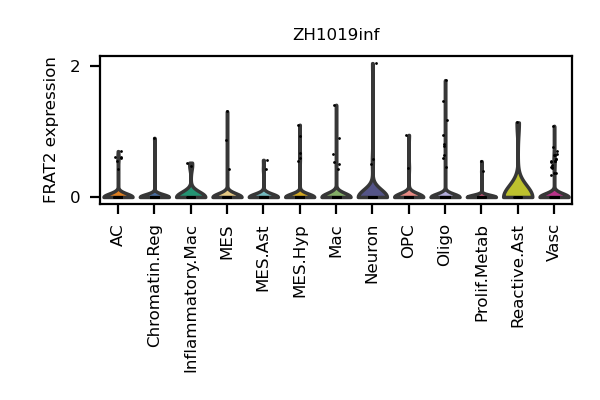 ZH1019inf
FRAT2 expression
2
0
AC
Chromatin.Reg
Inflammatory.Mac
MES
MES.Ast
MES.Hyp
Mac
Neuron
OPC
Oligo
Prolif.Metab
Reactive.Ast
Vasc